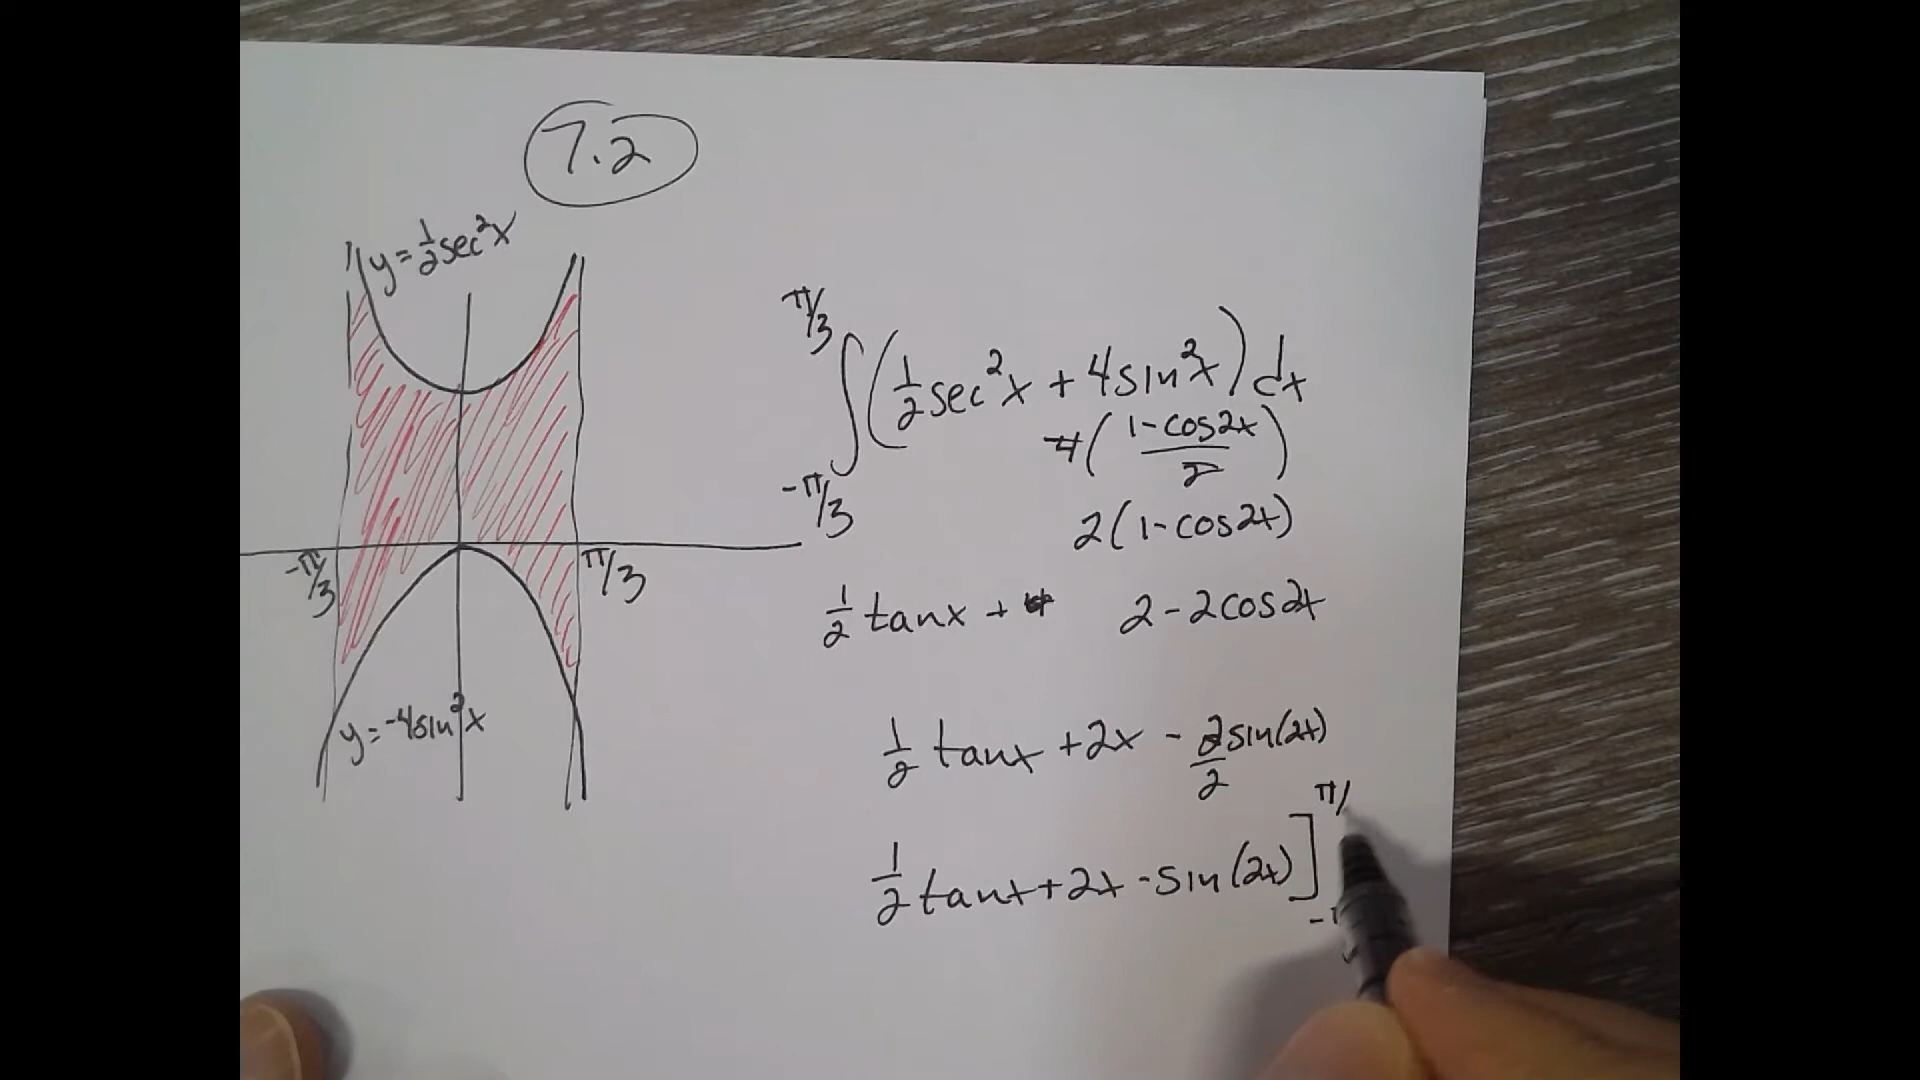 7.2
y = 1/2 sec²x
π/3
∫ (1/2 sec²x + 4sin²x) dx
-π/3
4(1-cos2x / 2)
2(1-cos2x)
-π/3
π/3
1/2 tanx +
2-2cos2x
y = -4sin²x
1/2 tanx + 2x - 2/2 sin(2x)
π/
1/2 tanx + 2x - sin(2x)]